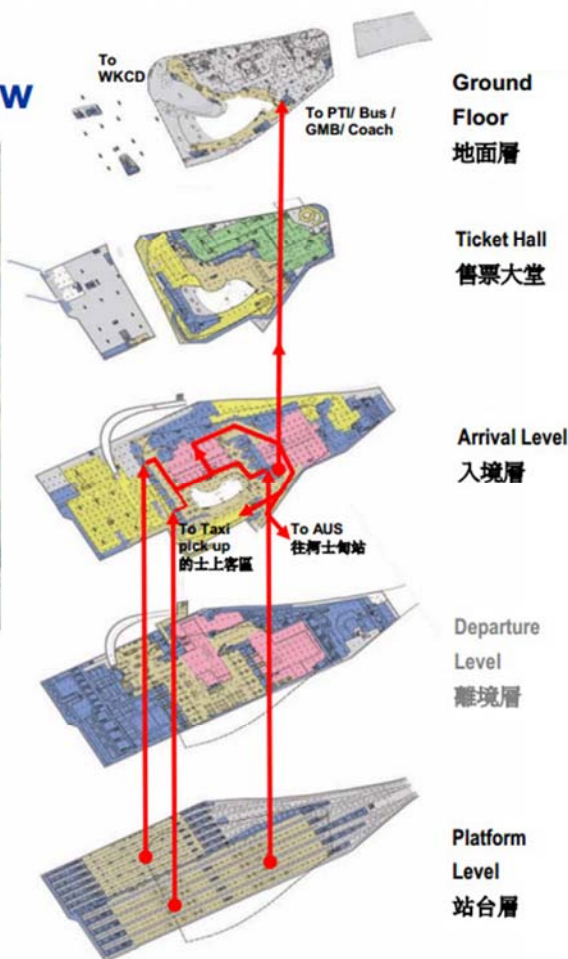 w
To
WKCD
To PTI/ Bus /
GMB/ Coach
Ground
Floor
地面層
Ticket Hall
售票大堂
Arrival Level
入境層
To Taxi
pick up
的士上客區
To AUS
往柯士甸站
Departure
Level
離境層
Platform
Level
站台層